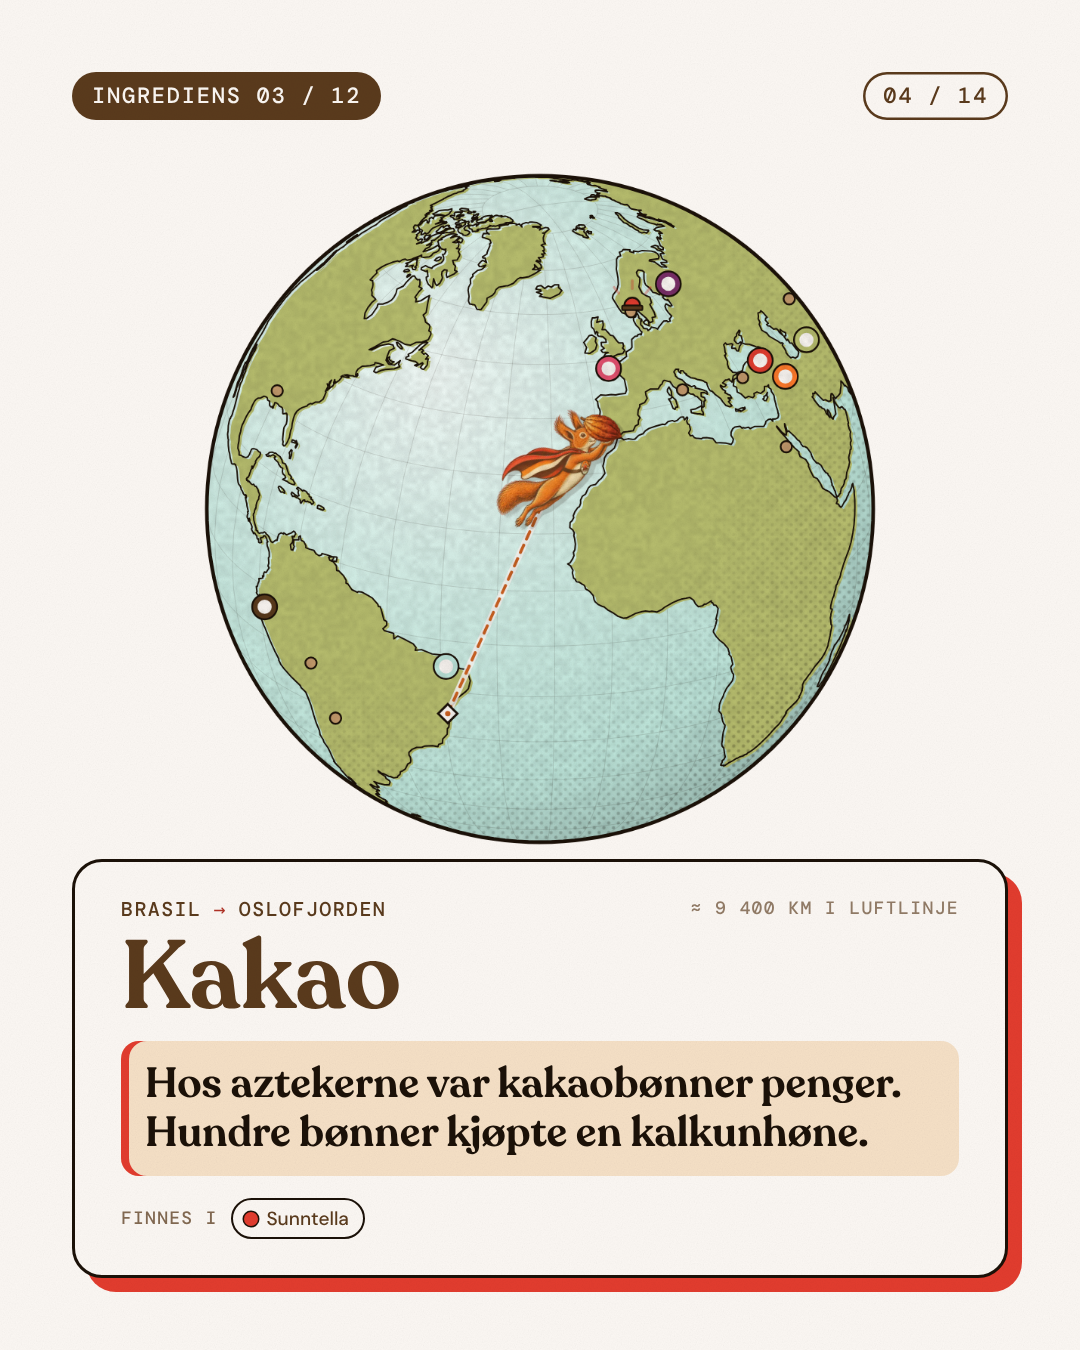 INGREDIENS 03 / 12
04 / 14
BRASIL → OSLOFJORDEN
≈ 9 400 KM I LUFTLINJE
Kakao
Hos aztekerne var kakaobønner penger.
Hundre bønner kjøpte en kalkunhøne.
FINNES I
Sunntella